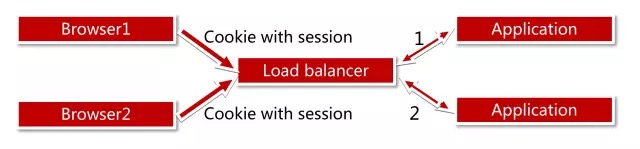 Browser1
Cookie with session
1
Application
Load balancer
Browser2
Cookie with session
2
Application